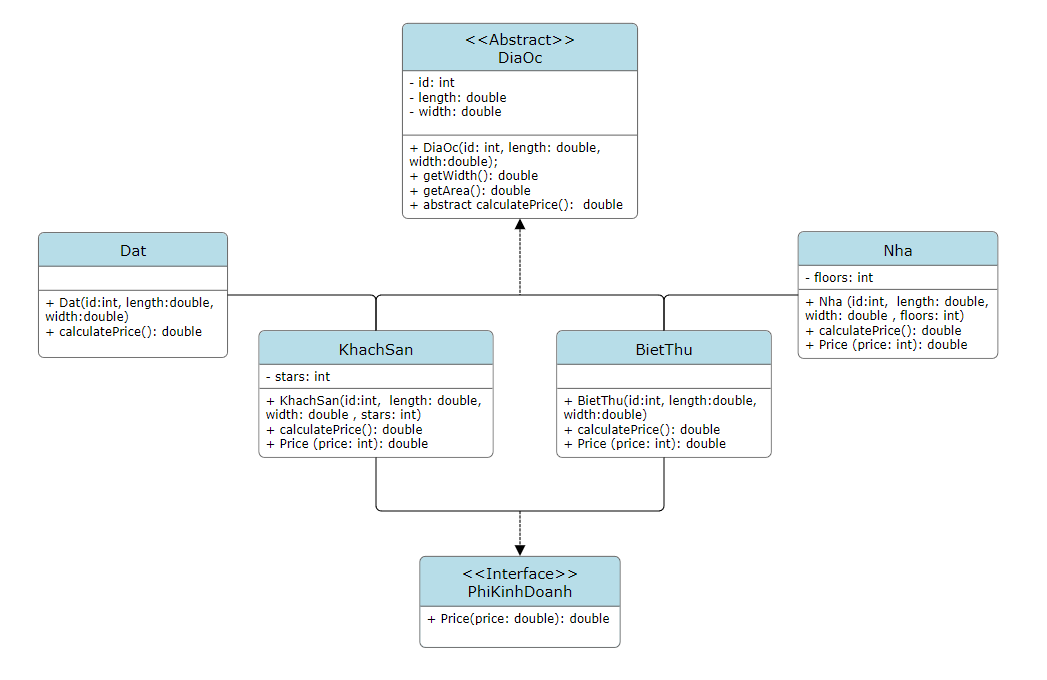 <<Abstract>>
DiaOc
- id: int
- length: double
- width: double
+ DiaOc(id: int, length: double,
width:double);
+ getWidth(): double
+ getArea(): double
+ abstract calculatePrice():  double
Dat
+ Dat(id:int, length:double,
width:double)
+ calculatePrice(): double
Nha
- floors: int
+ Nha (id:int,  length: double,
width: double , floors: int)
+ calculatePrice(): double
+ Price (price: int): double
KhachSan
- stars: int
+ KhachSan(id:int,  length: double,
width: double , stars: int)
+ calculatePrice(): double
+ Price (price: int): double
BietThu
+ BietThu(id:int, length:double,
width:double)
+ calculatePrice(): double
+ Price (price: int): double
<<Interface>>
PhiKinhDoanh
+ Price(price: double): double